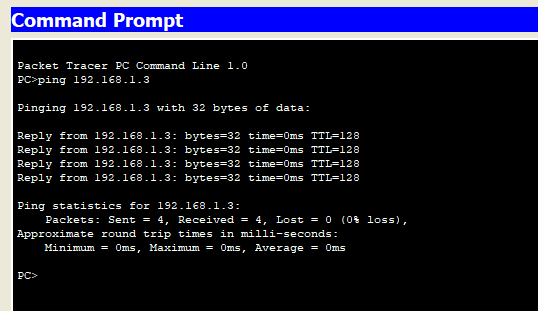 Command Prompt
Packet Tracer PC Command Line 1.0
PC>ping 192.168.1.3
Pinging 192.168.1.3 with 32 bytes of data:
Reply from 192.168.1.3: bytes=32 time=0ms TTL=128
Reply from 192.168.1.3: bytes=32 time=0ms TTL=128
Reply from 192.168.1.3: bytes=32 time=0ms TTL=128
Reply from 192.168.1.3: bytes=32 time=0ms TTL=128
Ping statistics for 192.168.1.3:
Packets: Sent = 4, Received = 4, Lost = 0 (0% loss),
Approximate round trip times in milli-seconds:
Minimum = 0ms, Maximum = 0ms, Average = 0ms
PC>